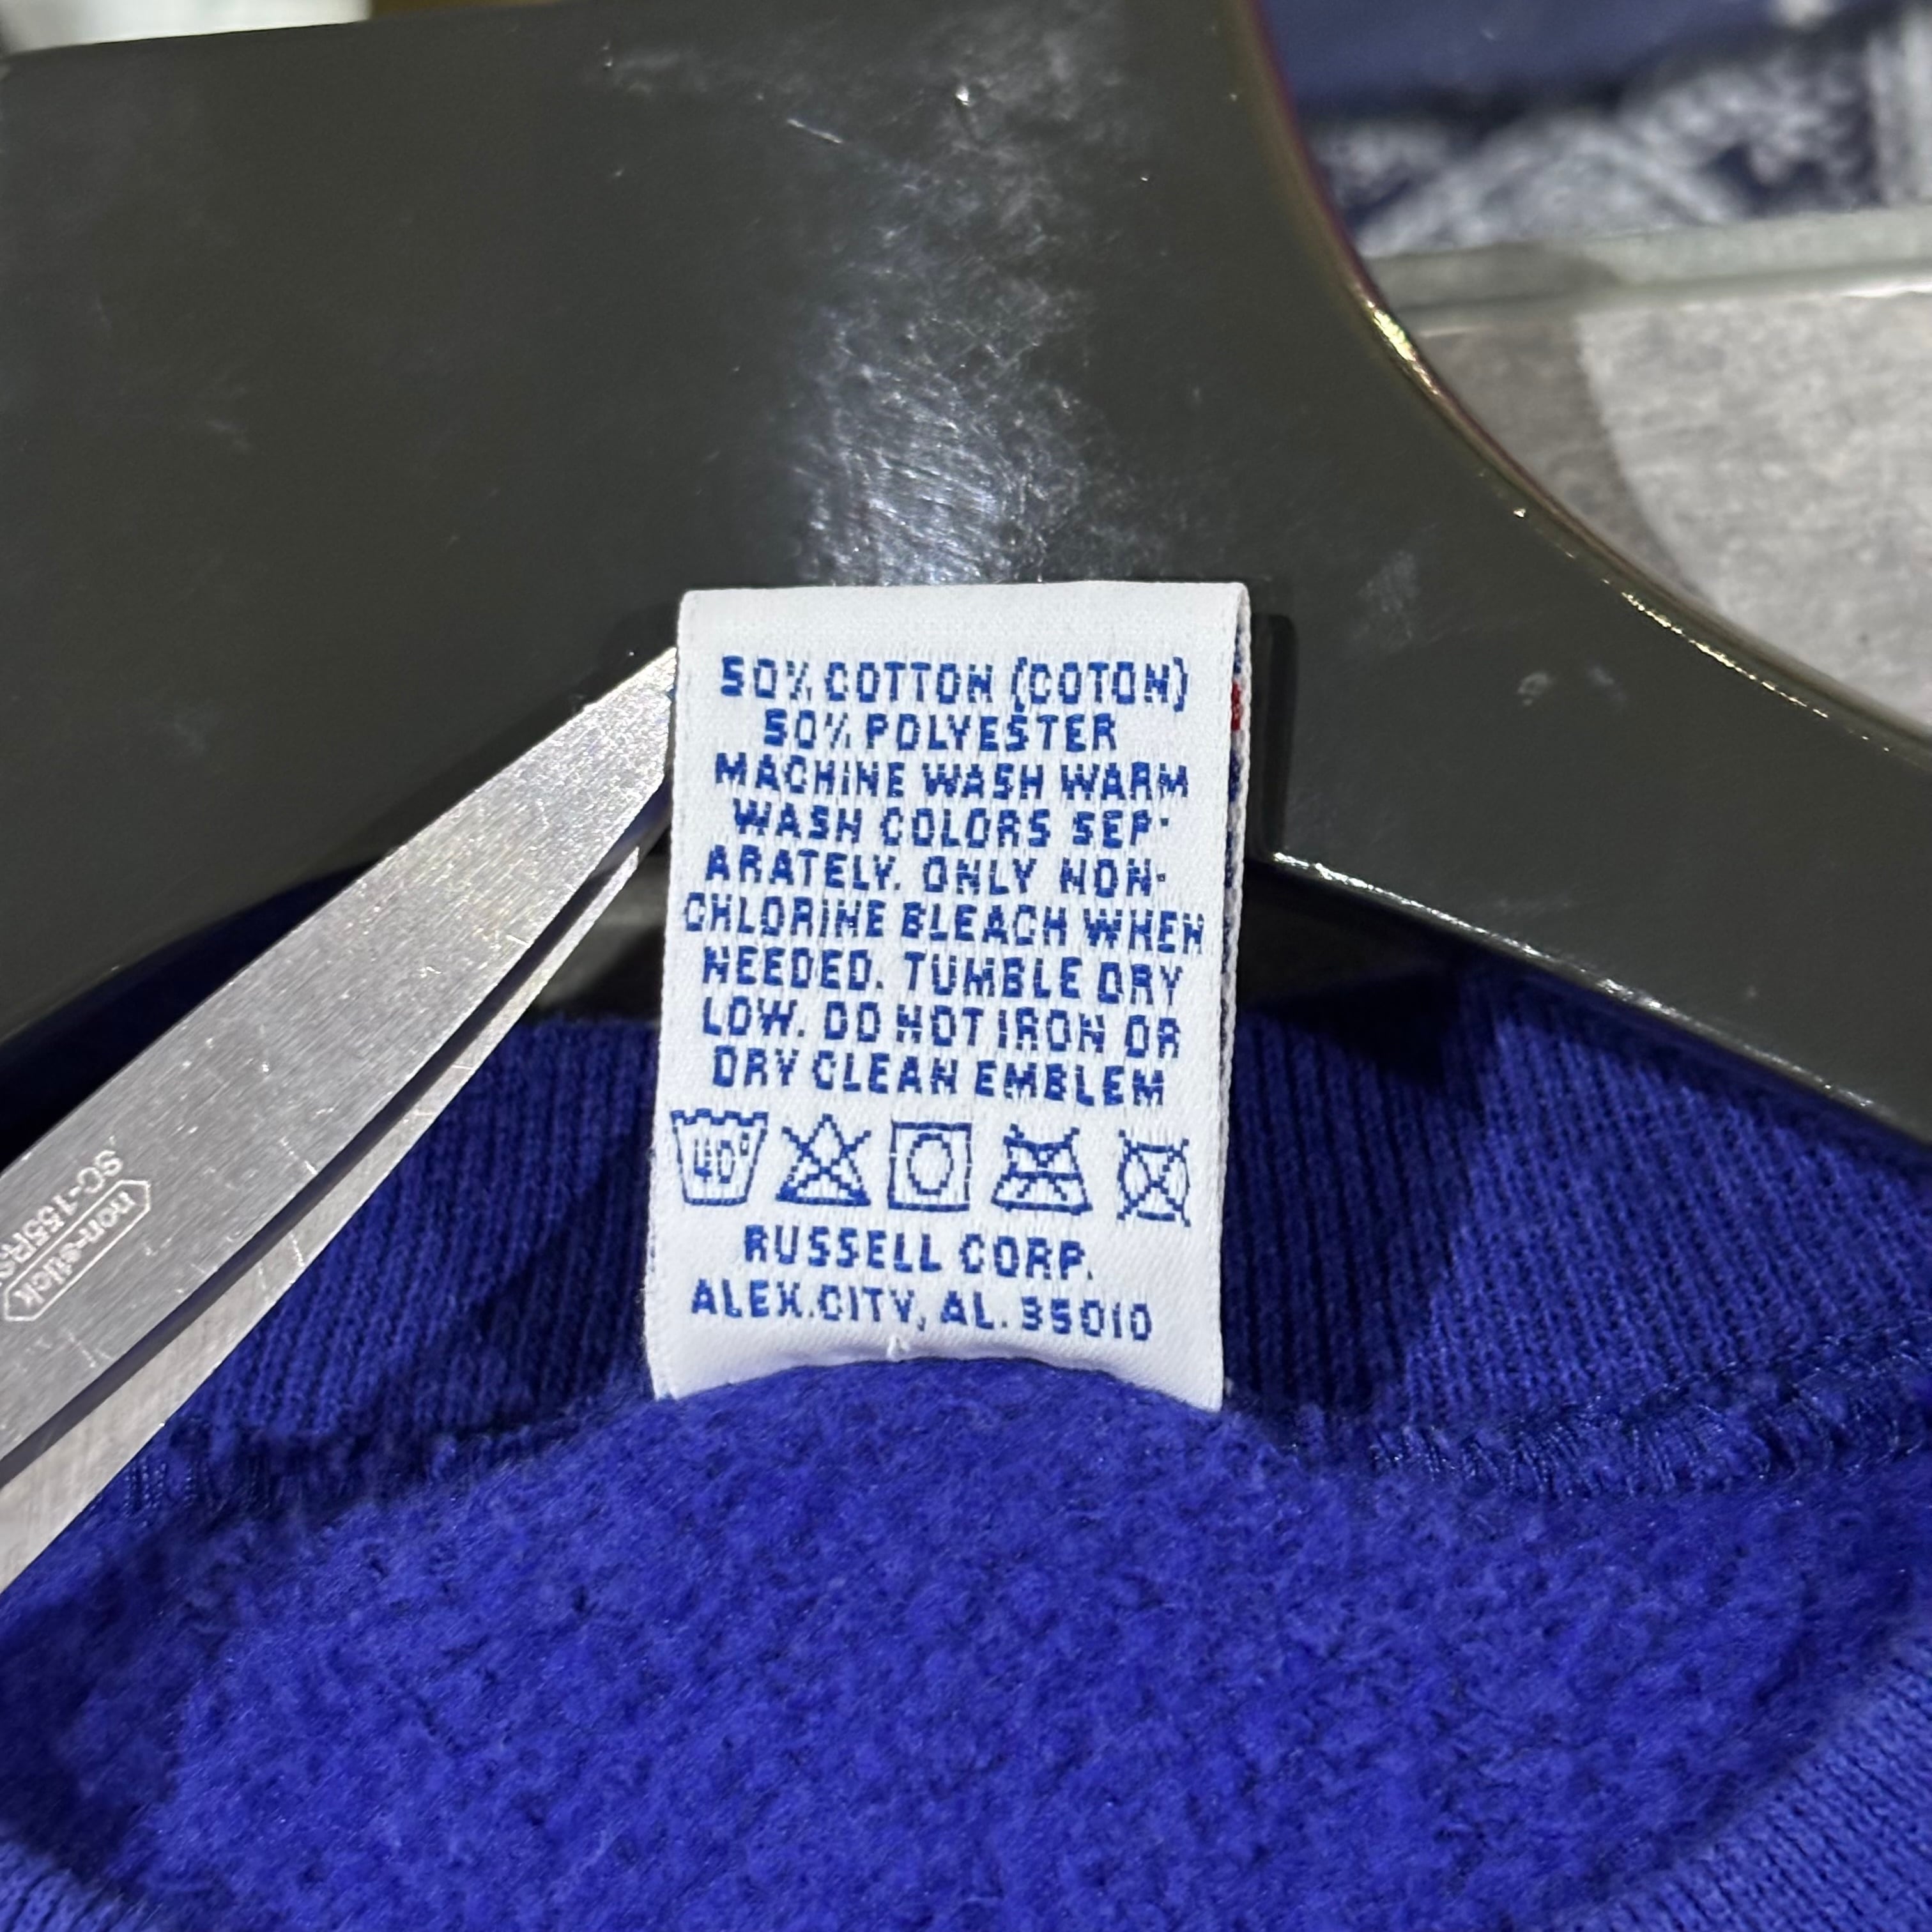 50% COTTON (COTON)
50% POLYESTER
MACHINE WASH WARM
WASH COLORS SEP-
ARATELY. ONLY NON-
CHLORINE BLEACH WHEN
NEEDED. TUMBLE DRY
LOW. DO NOT IRON OR
DRY CLEAN EMBLEM
40°
RUSSELL CORP.
ALEX.CITY, AL. 35010
non-stick